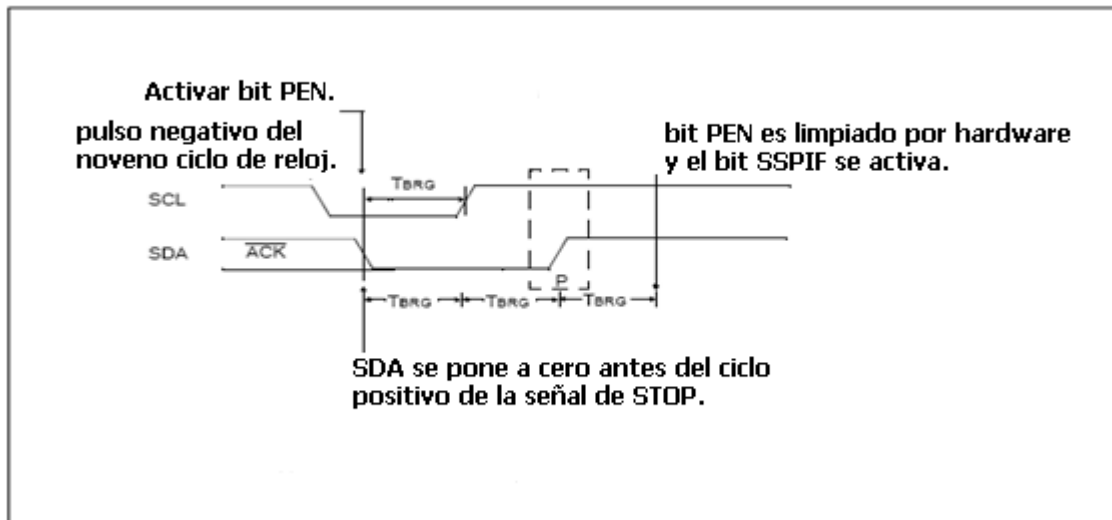 Activar bit PEN.
pulso negativo del
noveno ciclo de reloj.
bit PEN es limpiado por hardware
y el bit SSPIF se activa.
TBRG
SCL
SDA
ACK
P
TBRG
TBRG
TBRG
SDA se pone a cero antes del ciclo
positivo de la señal de STOP.